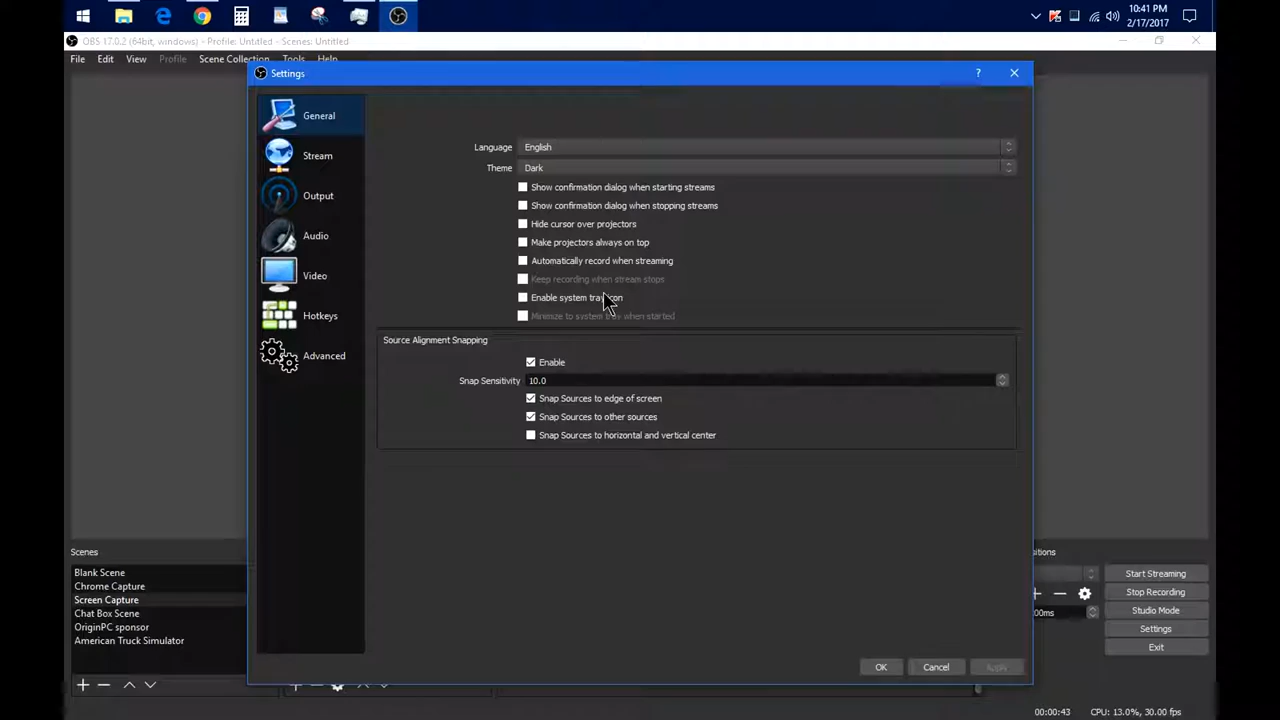 10:41 PM
2/17/2017
OBS 17.0.2 (64bit, windows) - Profile: Untitled - Scenes: Untitled
File Edit View Profile Scene Collection Tools Help
Settings
?
General
Stream
Output
Audio
Video
Hotkeys
Advanced
Language English
Theme Dark
Show confirmation dialog when starting streams
Show confirmation dialog when stopping streams
Hide cursor over projectors
Make projectors always on top
Automatically record when streaming
Keep recording when stream stops
Enable system tray icon
Minimize to system tray when started
Source Alignment Snapping
Enable
Snap Sensitivity 10.0
Snap Sources to edge of screen
Snap Sources to other sources
Snap Sources to horizontal and vertical center
OK Cancel Apply
Scenes
Blank Scene
Chrome Capture
Screen Capture
Chat Box Scene
OriginPC sponsor
American Truck Simulator
sitions
00ms
Start Streaming
Stop Recording
Studio Mode
Settings
Exit
00:00:43 CPU: 13.0%, 30.00 fps